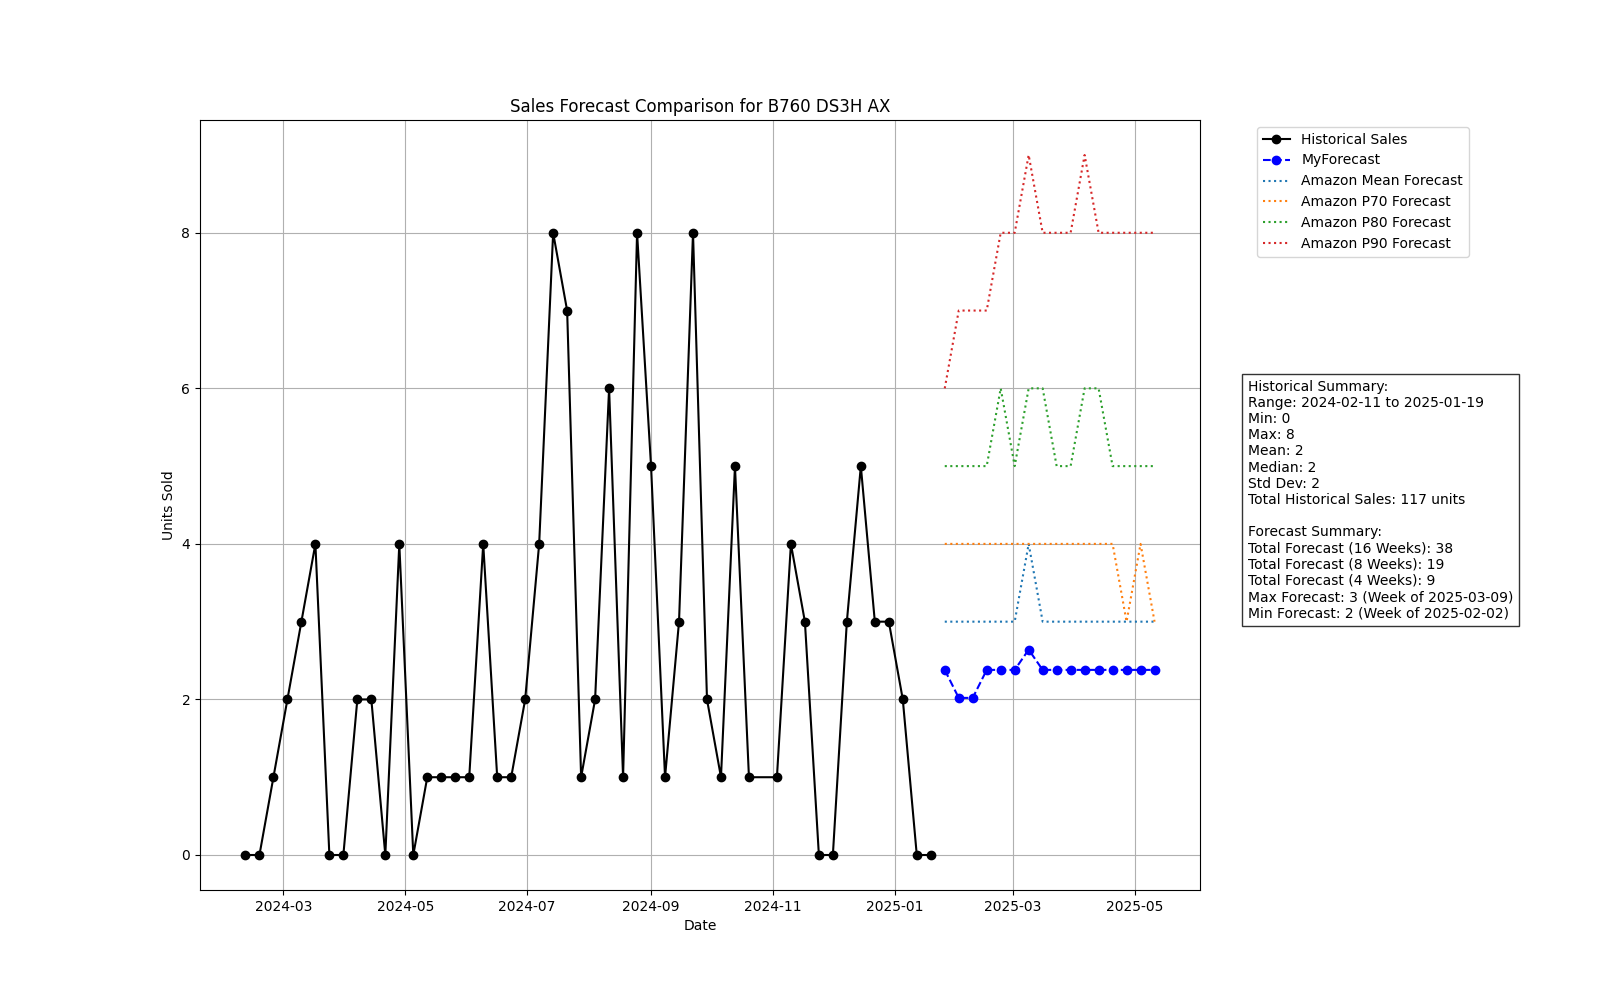 Sales Forecast Comparison for B760 DS3H AX
Units Sold
8
6
4
2
0
2024-03 2024-05 2024-07 2024-09 2024-11 2025-01 2025-03 2025-05
Date
Historical Sales
MyForecast
Amazon Mean Forecast
Amazon P70 Forecast
Amazon P80 Forecast
Amazon P90 Forecast
Historical Summary:
Range: 2024-02-11 to 2025-01-19
Min: 0
Max: 8
Mean: 2
Median: 2
Std Dev: 2
Total Historical Sales: 117 units
Forecast Summary:
Total Forecast (16 Weeks): 38
Total Forecast (8 Weeks): 19
Total Forecast (4 Weeks): 9
Max Forecast: 3 (Week of 2025-03-09)
Min Forecast: 2 (Week of 2025-02-02)